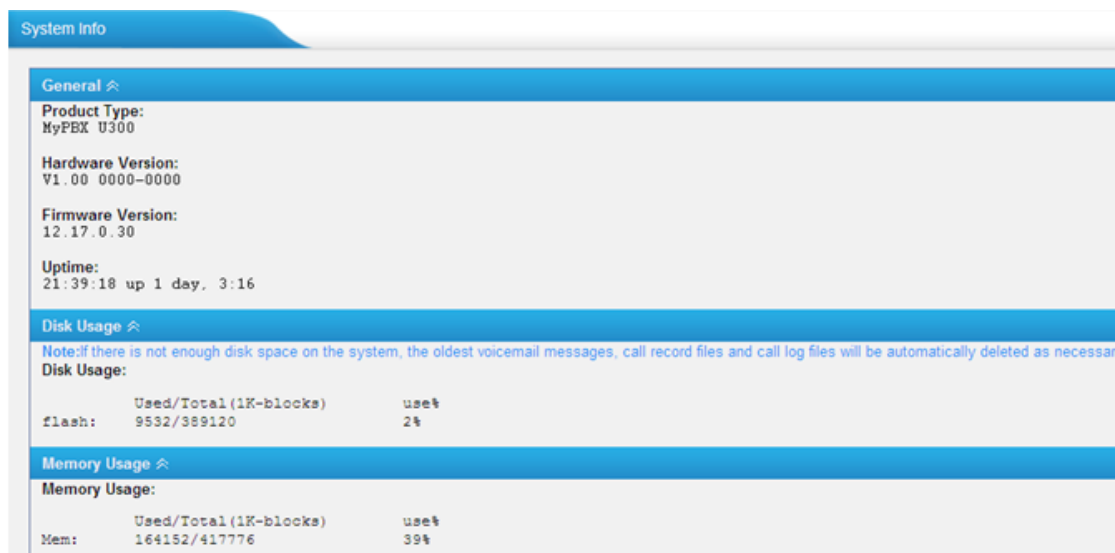 System Info
General
Product Type:
MyPBX U300
Hardware Version:
V1.00 0000-0000
Firmware Version:
12.17.0.30
Uptime:
21:39:18 up 1 day, 3:16
Disk Usage
Note:If there is not enough disk space on the system, the oldest voicemail messages, call record files and call log files will be automatically deleted as necessar
Disk Usage:
Used/Total(1K-blocks) use%
flash: 9532/389120 2%
Memory Usage
Memory Usage:
Used/Total(1K-blocks) use%
Mem: 164152/417776 39%